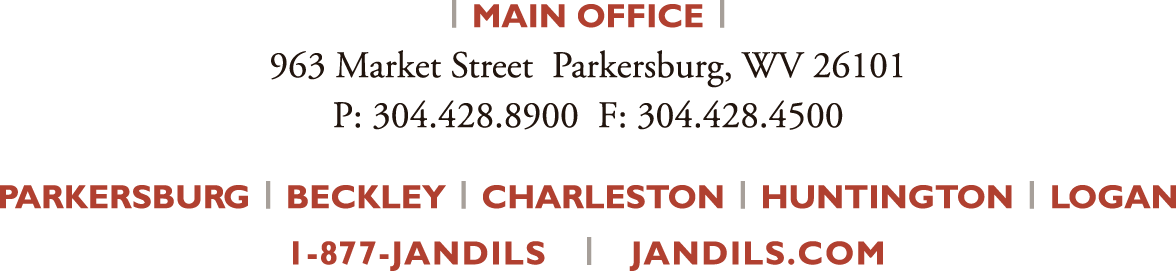 | MAIN OFFICE |
963 Market Street  Parkersburg, WV 26101
P: 304.428.8900  F: 304.428.4500
PARKERSBURG | BECKLEY | CHARLESTON | HUNTINGTON | LOGAN
1-877-JANDILS | JANDILS.COM